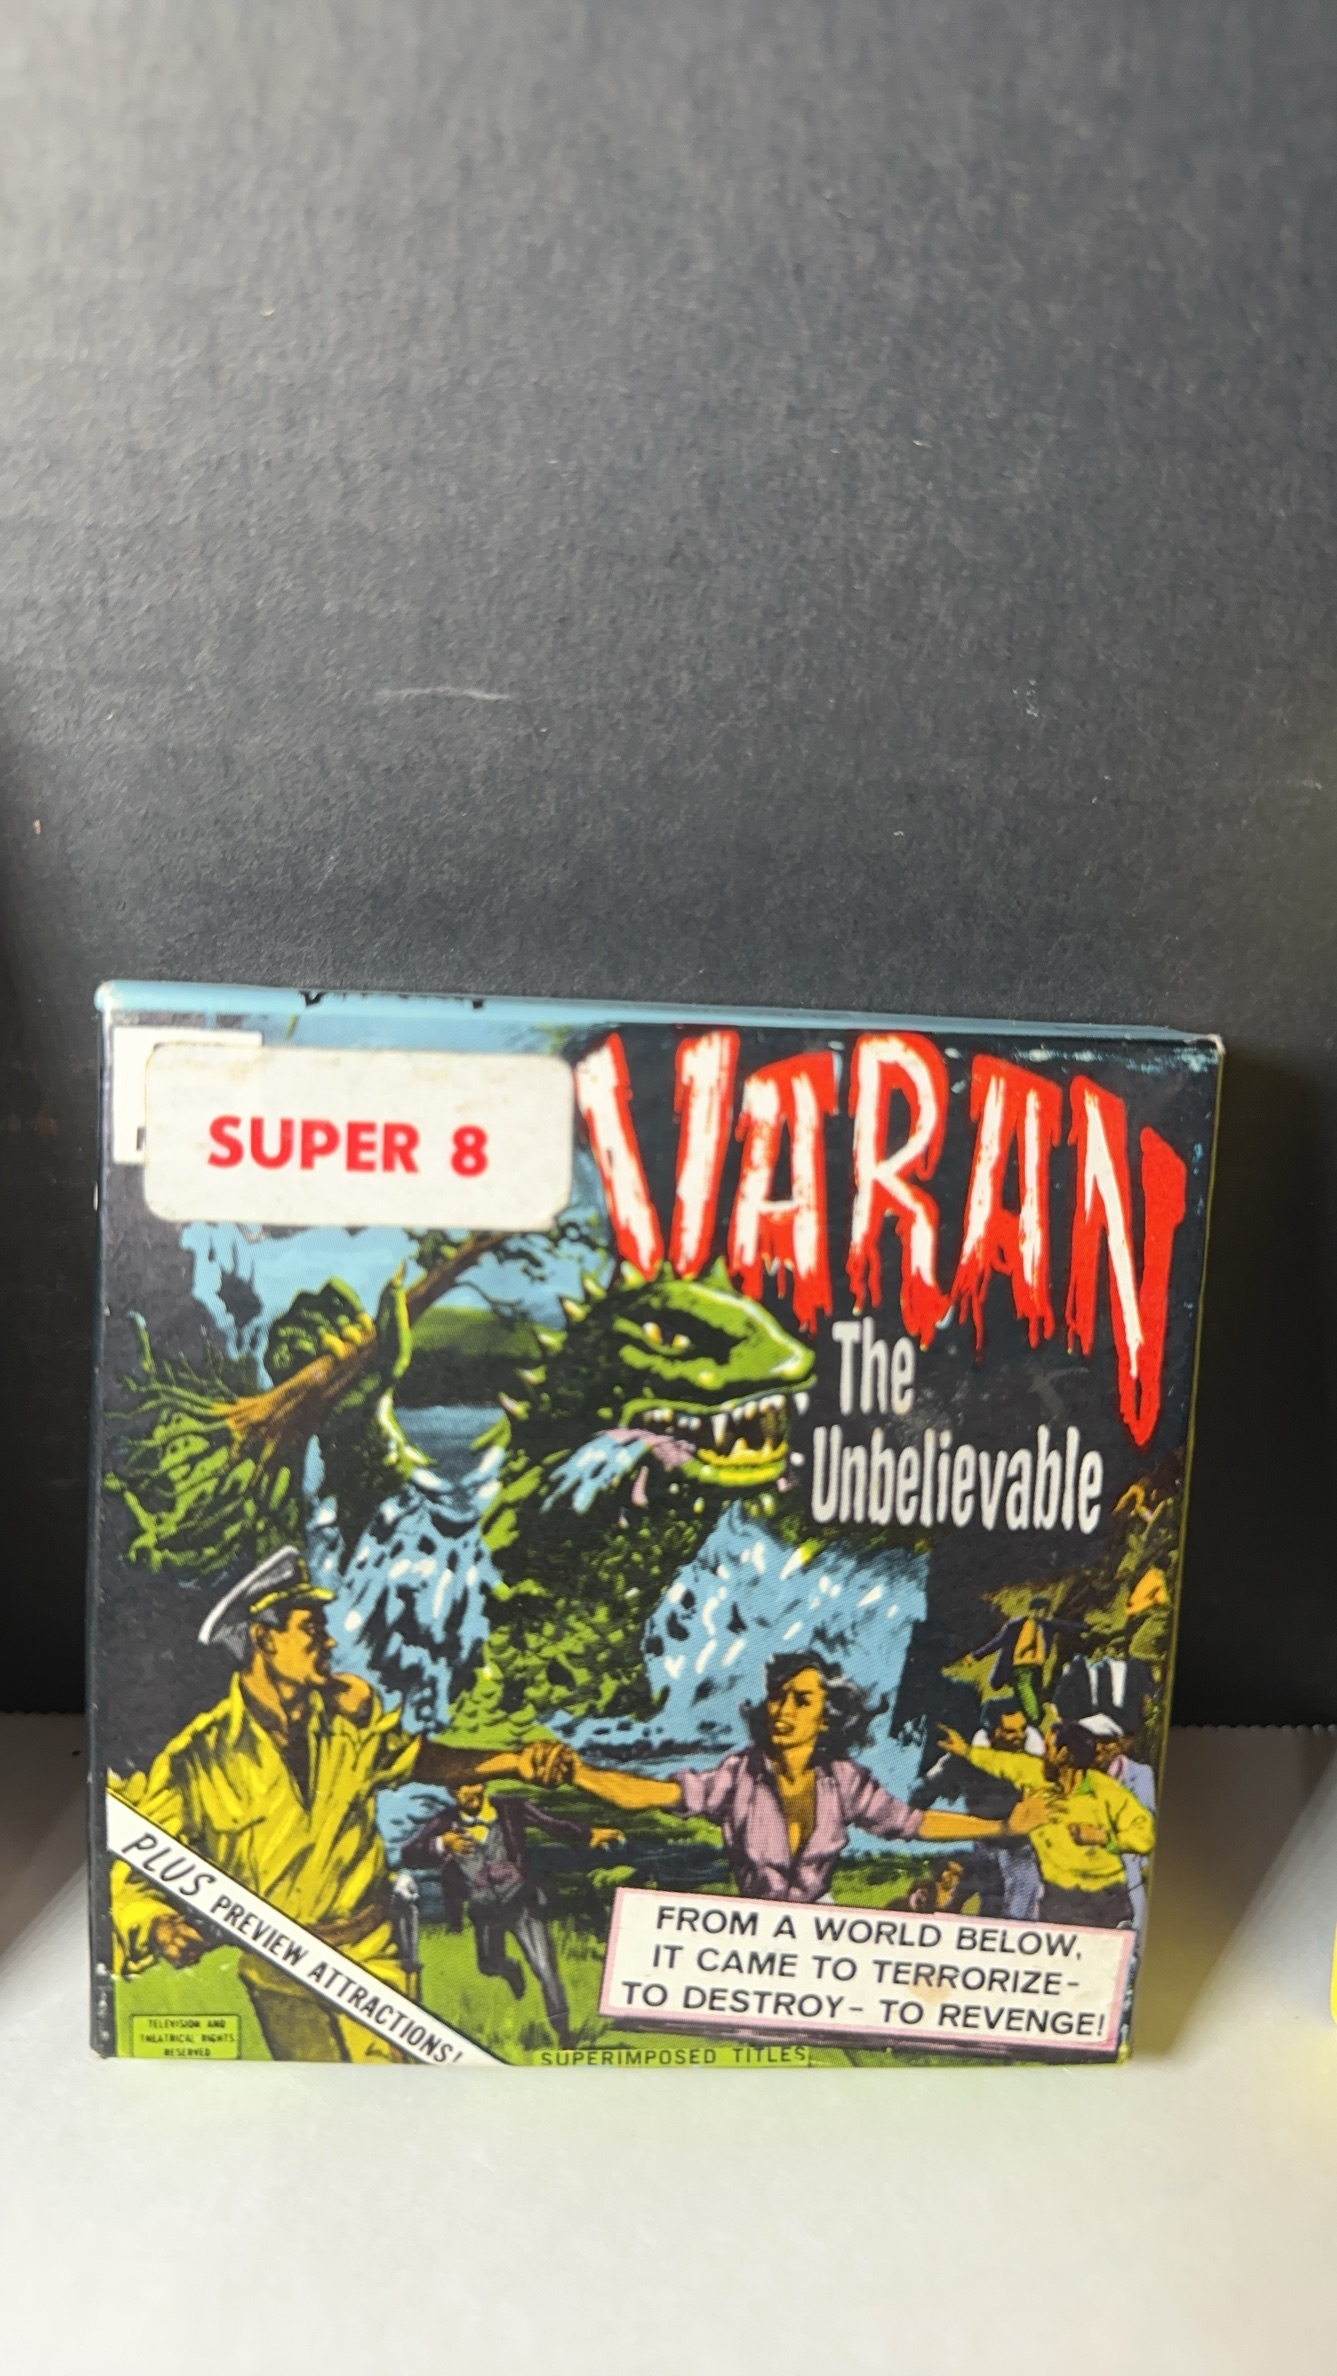 SUPER 8
VARAN
The
Unbelievable
PLUS PREVIEW ATTRACTIONS!
FROM A WORLD BELOW,
IT CAME TO TERRORIZE-
TO DESTROY- TO REVENGE!
TELEVISION AND
THEATRICAL RIGHTS
RESERVED
SUPERIMPOSED TITLES